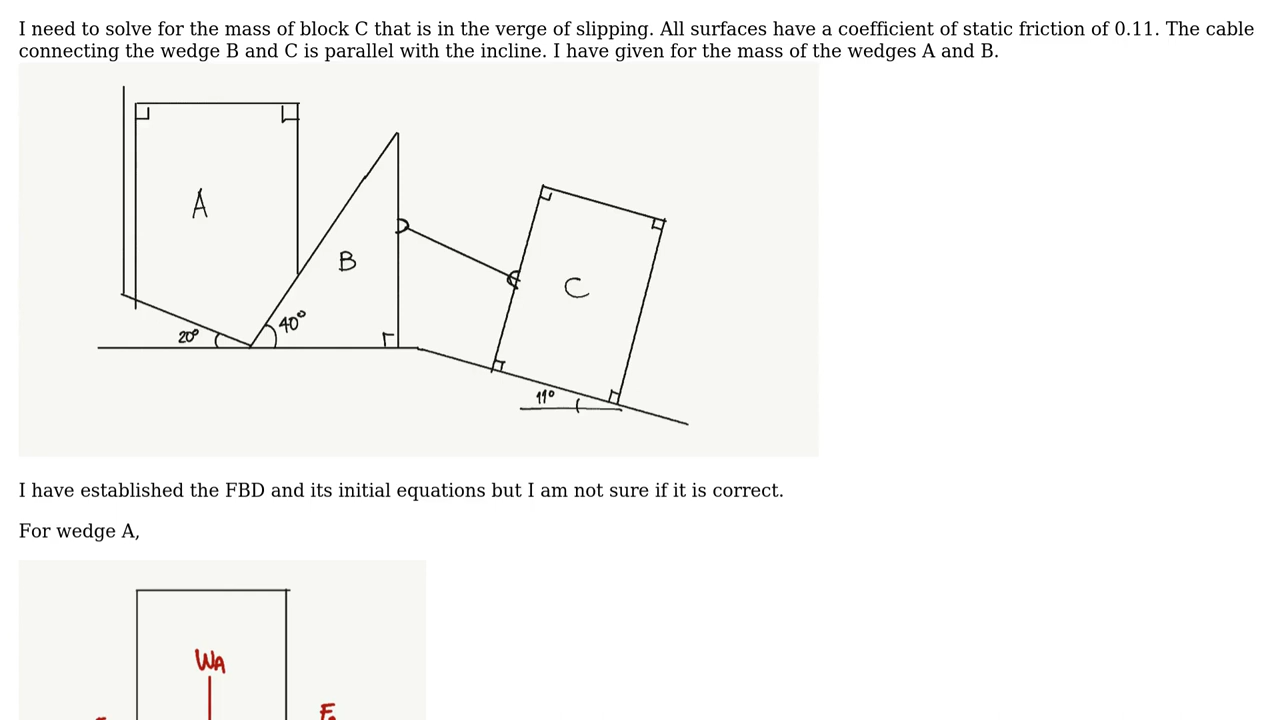 I need to solve for the mass of block C that is in the verge of slipping. All surfaces have a coefficient of static friction of 0.11. The cable
connecting the wedge B and C is parallel with the incline. I have given for the mass of the wedges A and B.
A
B
C
20°
40°
11°
I have established the FBD and its initial equations but I am not sure if it is correct.
For wedge A,
WA